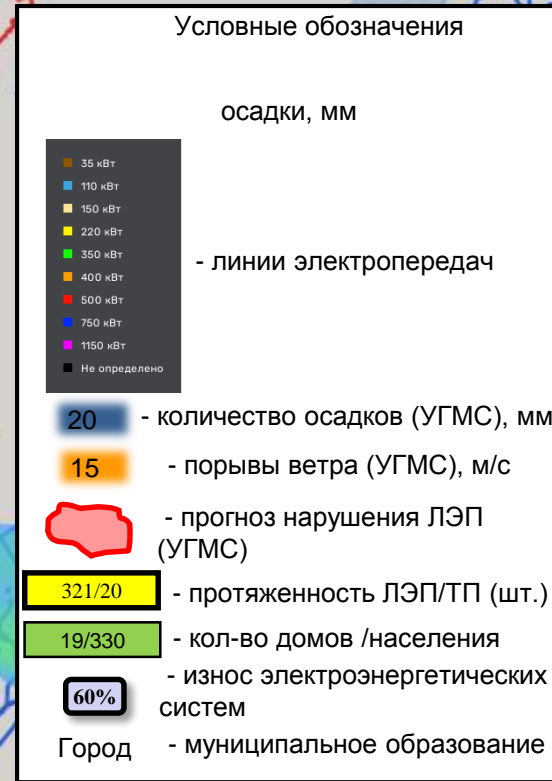 Условные обозначения
осадки, мм
35 кВт
110 кВт
150 кВт
220 кВт
350 кВт
400 кВт
500 кВт
750 кВт
1150 кВт
Не определено
- линии электропередач
20 - количество осадков (УГМС), мм
15 - порывы ветра (УГМС), м/с
- прогноз нарушения ЛЭП
(УГМС)
321/20 - протяженность ЛЭП/ТП (шт.)
19/330 - кол-во домов /населения
60% - износ электроэнергетических
систем
Город - муниципальное образование